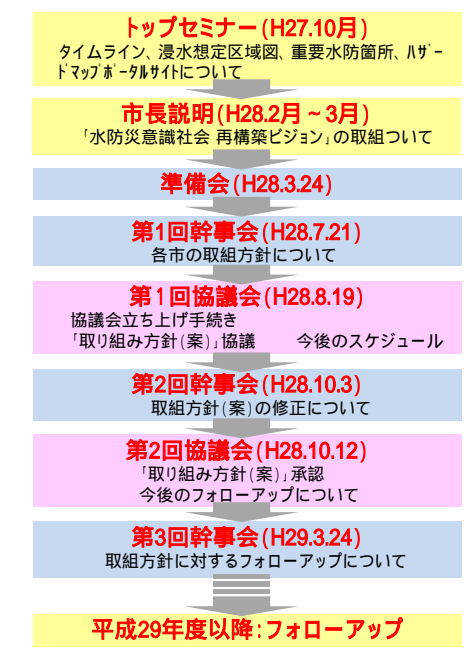 トップセミナー(H27.10月)
タイムライン、浸水想定区域図、重要水防箇所、ﾊｻﾞｰ
ﾄﾞﾏｯﾌﾟﾎﾟｰﾀﾙｻｲﾄについて
市長説明(H28.2月~3月)
「水防災意識社会 再構築ビジョン」の取組ついて
準備会(H28.3.24)
第1回幹事会(H28.7.21)
各市の取組方針について
第1回協議会(H28.8.19)
協議会立ち上げ手続き
「取り組み方針(案)」協議　　今後のスケジュール
第2回幹事会(H28.10.3)
取組方針(案)の修正について
第2回協議会(H28.10.12)
「取り組み方針(案)」承認
今後のフォローアップについて
第3回幹事会(H29.3.24)
取組方針に対するフォローアップについて
平成29年度以降:フォローアップ